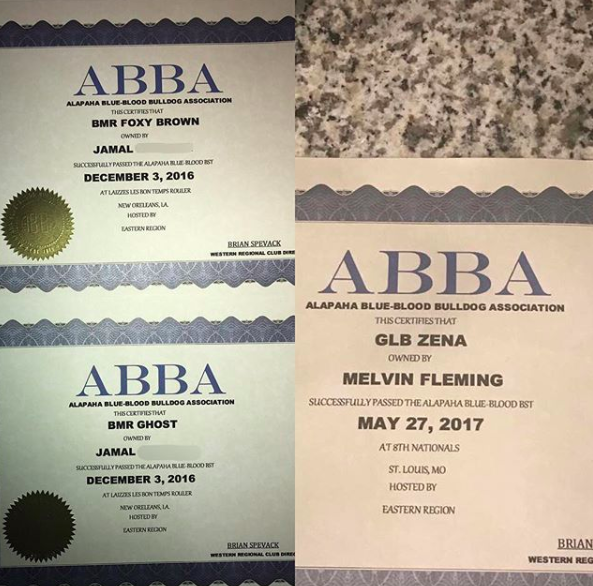 ABBA
ALAPAHA BLUE-BLOOD BULLDOG ASSOCIATION
THIS CERTIFIES THAT
BMR FOXY BROWN
OWNED BY
JAMAL
SUCCESSFULLY PASSED THE ALAPAHA BLUE-BLOOD BST
DECEMBER 3, 2016
AT LAIZZES LES BON TEMPS ROULER
NEW ORLEANS, LA.
HOSTED BY
EASTERN REGION
BRIAN SPEVACK
WESTERN REGIONAL CLUB DIRE
ABBA
ALAPAHA BLUE-BLOOD BULLDOG ASSOCIATION
THIS CERTIFIES THAT
BMR GHOST
OWNED BY
JAMAL
SUCCESSFULLY PASSED THE ALAPAHA BLUE-BLOOD BST
DECEMBER 3, 2016
AT LAIZZES LES BON TEMPS ROULER
NEW ORLEANS, LA.
HOSTED BY
EASTERN REGION
BRIAN SPEVACK
WESTERN REGIONAL CLUB DIREC
ABBA
ALAPAHA BLUE-BLOOD BULLDOG ASSOCIATION
THIS CERTIFIES THAT
GLB ZENA
OWNED BY
MELVIN FLEMING
SUCCESSFULLY PASSED THE ALAPAHA BLUE-BLOOD BST
MAY 27, 2017
AT 8TH NATIONALS
ST. LOUIS, MO
HOSTED BY
EASTERN REGION
BRIAN
WESTERN REG